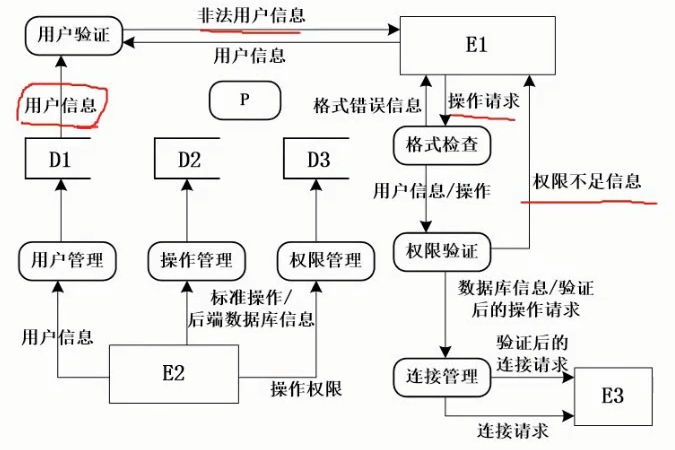 非法用户信息
用户验证
E1
用户信息
用户信息
P
格式错误信息
操作请求
格式检查
D1
D2
D3
用户信息/操作
权限不足信息
用户管理
操作管理
权限管理
权限验证
标准操作/
后端数据库信息
数据库信息/验证
后的操作请求
用户信息
E2
操作权限
验证后的
连接请求
连接管理
E3
连接请求